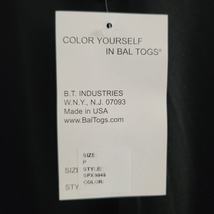 COLOR YOURSELF
IN BAL TOGS®
B.T. INDUSTRIES
W.N.Y., N.J. 07093
Made in USA
www.BalTogs.com
SIZE
P
SIZE
STYLE:
COLOR:
STY